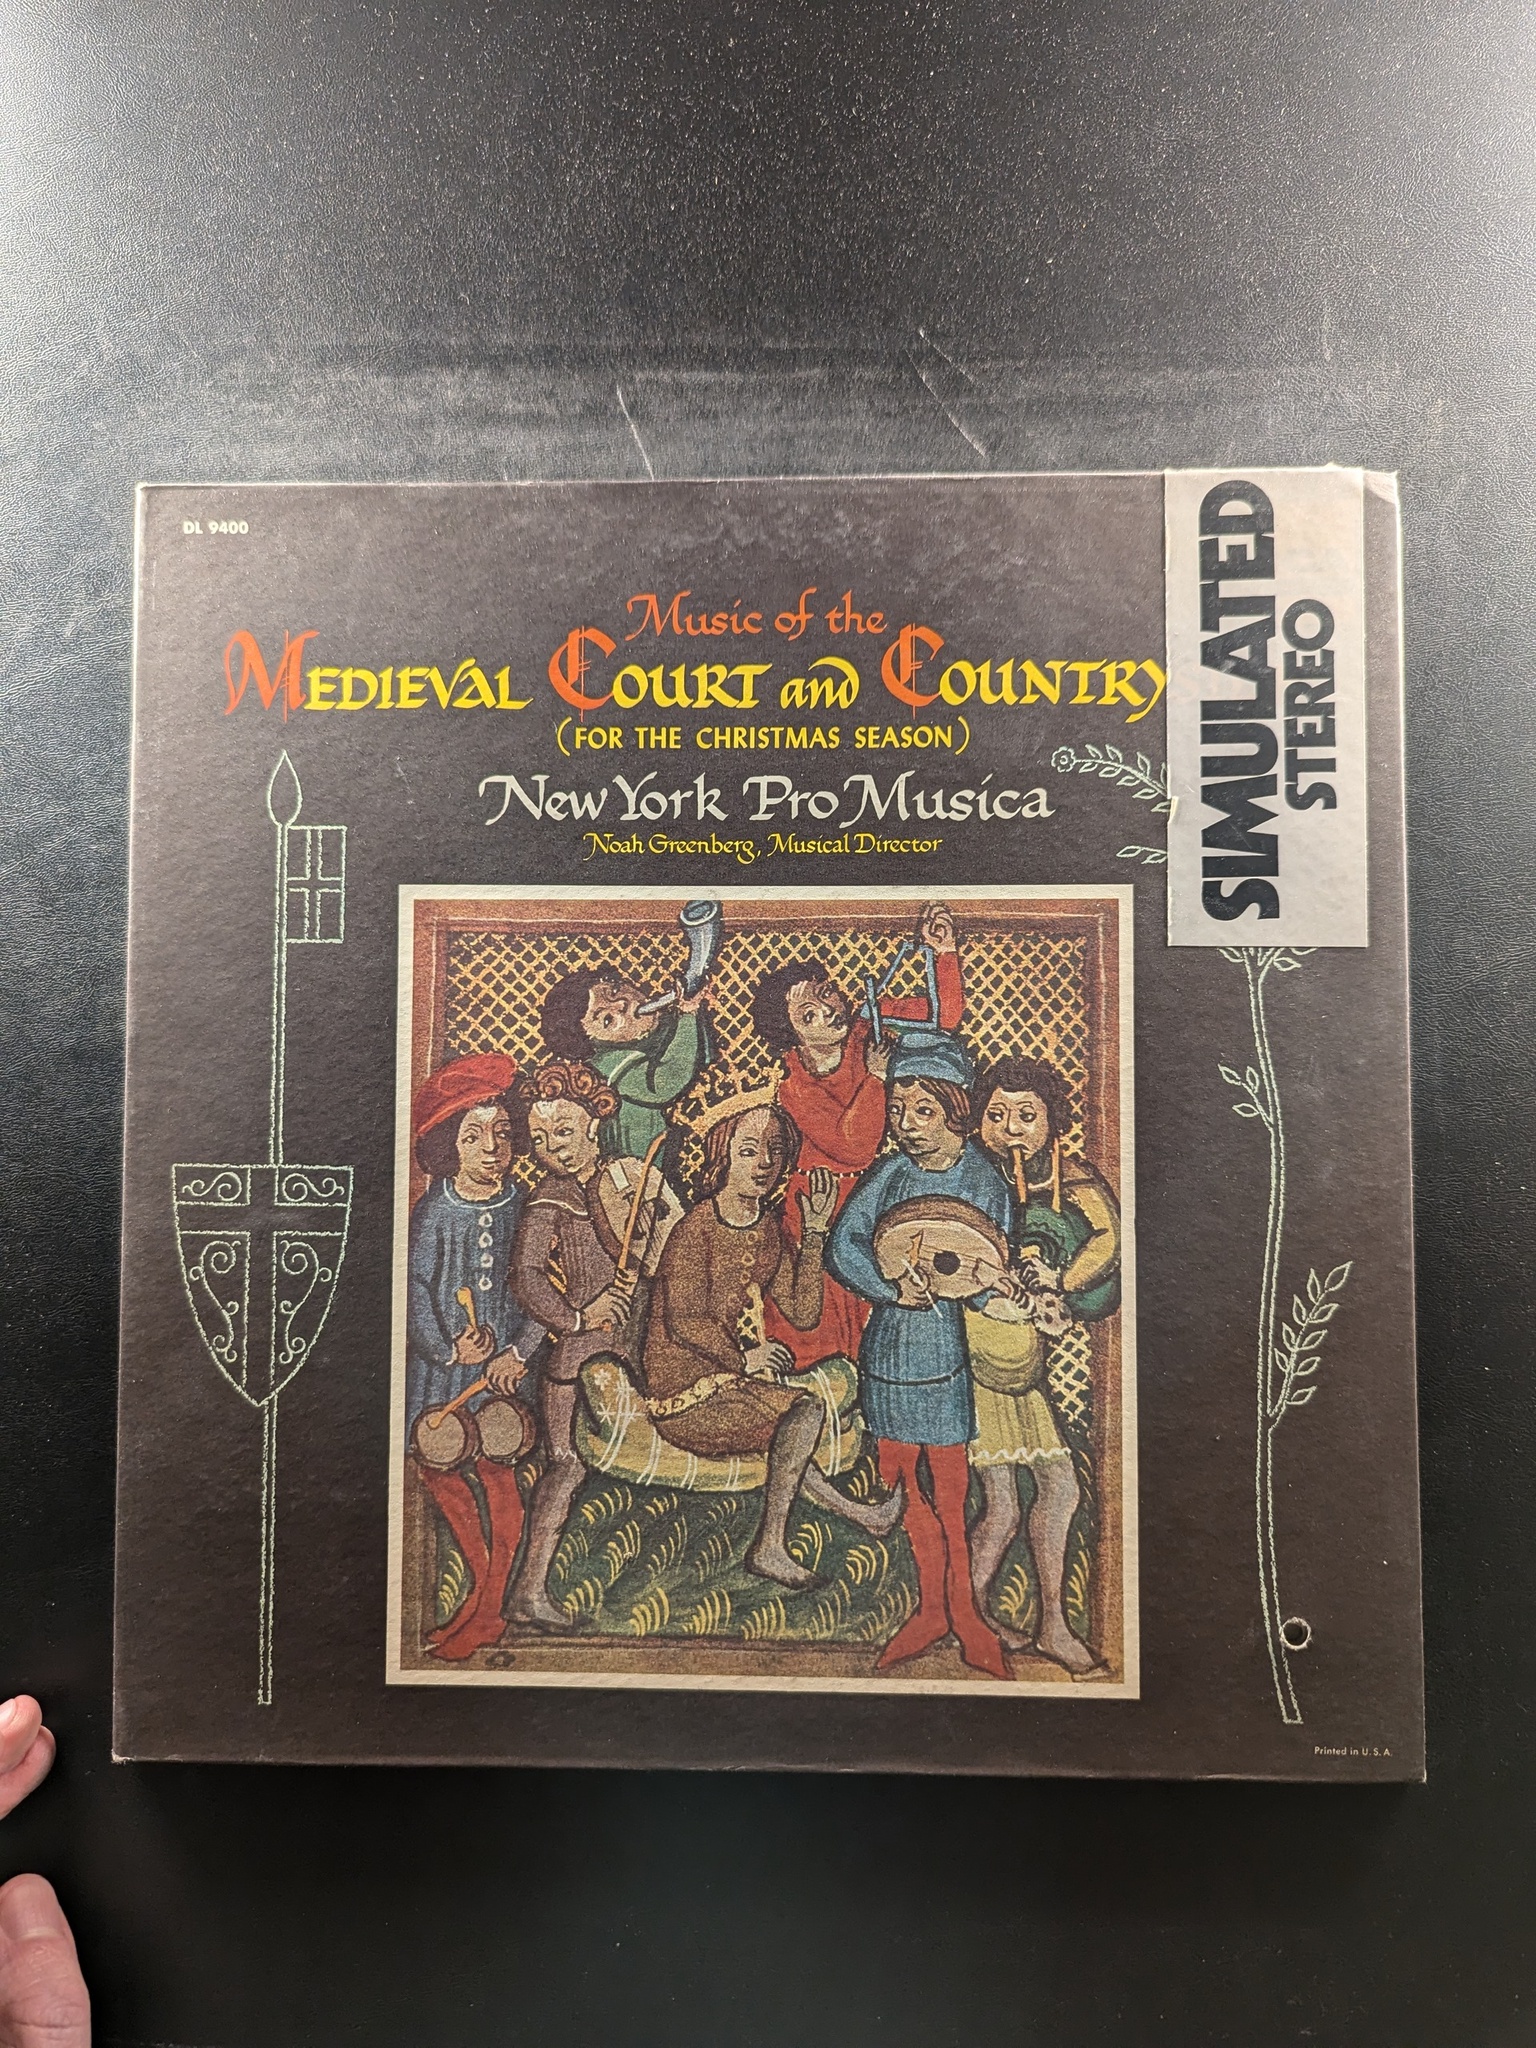 DL 9400
Music of the
MEDIEVAL COURT and COUNTRY
(FOR THE CHRISTMAS SEASON)
New York Pro Musica
Noah Greenberg, Musical Director
SIMULATED
STEREO
Printed in U. S. A.